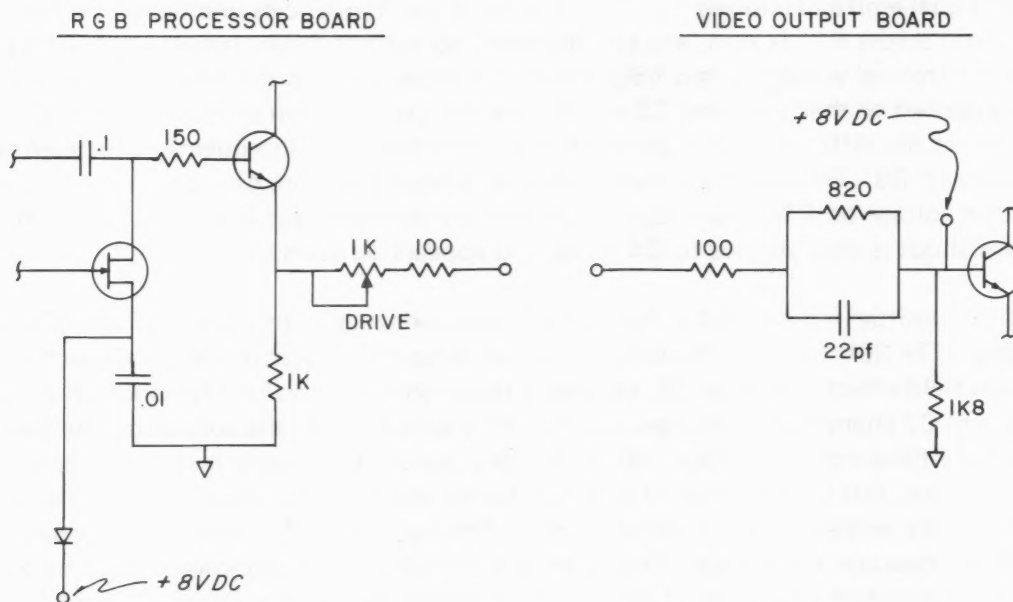 RGB PROCESSOR BOARD
VIDEO OUTPUT BOARD
+8VDC
.1
150
820
1K
100
100
DRIVE
22pf
1K
1K8
.01
+8VDC